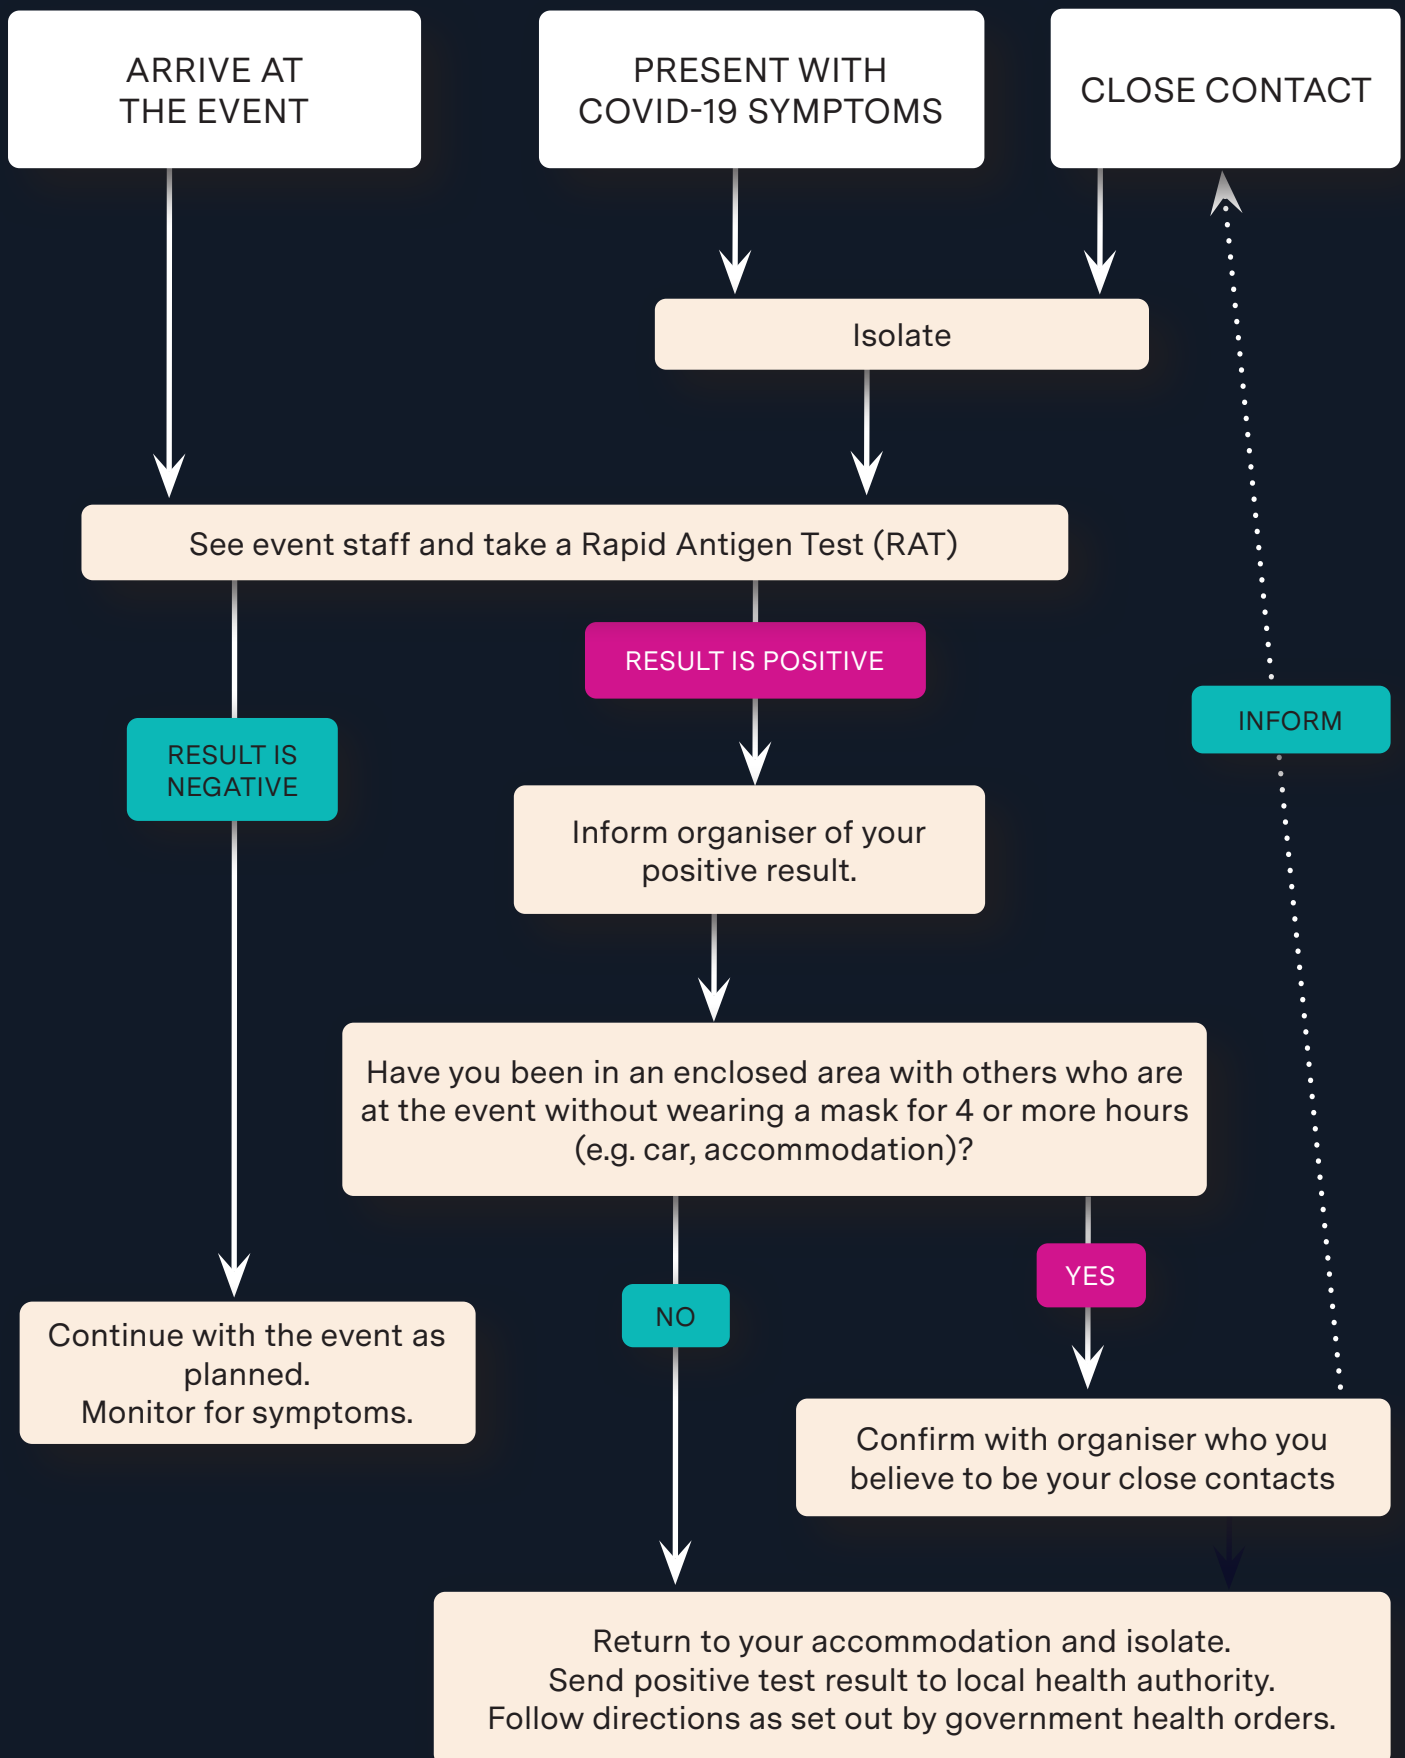 ARRIVE AT
THE EVENT
PRESENT WITH
COVID-19 SYMPTOMS
CLOSE CONTACT
Isolate
See event staff and take a Rapid Antigen Test (RAT)
RESULT IS POSITIVE
INFORM
RESULT IS
NEGATIVE
Inform organiser of your
positive result.
Have you been in an enclosed area with others who are
at the event without wearing a mask for 4 or more hours
(e.g. car, accommodation)?
YES
NO
Continue with the event as
planned.
Monitor for symptoms.
Confirm with organiser who you
believe to be your close contacts
Return to your accommodation and isolate.
Send positive test result to local health authority.
Follow directions as set out by government health orders.